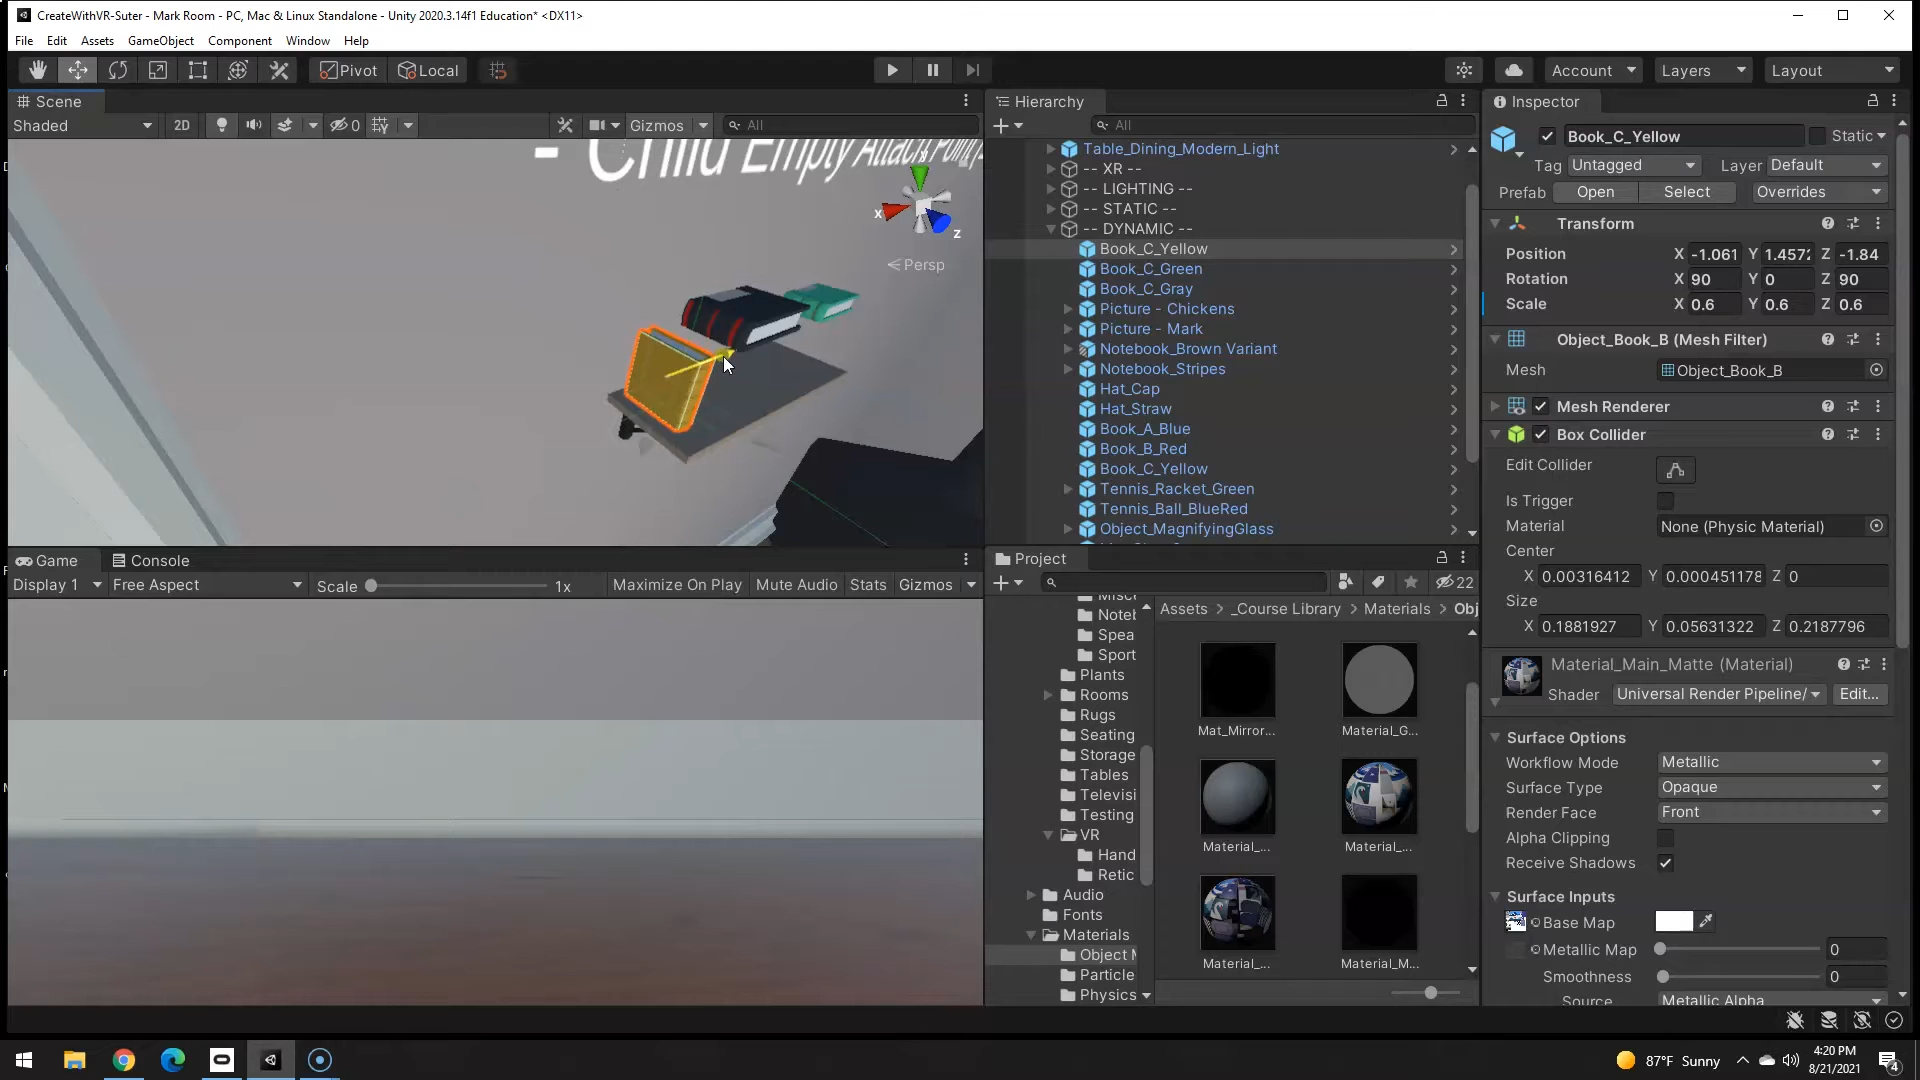 CreateWithVR-Suter - Mark Room - PC, Mac & Linux Standalone - Unity 2020.3.14f1 Education* <DX11>
File Edit Assets GameObject Component Window Help
Pivot Local Account Layers Layout
Scene
Shaded 2D 0 Gizmos All
- Child Empty Attach Point
x
z
Persp
Game Console
Display 1 Free Aspect Scale 1x Maximize On Play Mute Audio Stats Gizmos
Hierarchy
All
Table_Dining_Modern_Light
-- XR --
-- LIGHTING --
-- STATIC --
-- DYNAMIC --
Book_C_Yellow
Book_C_Green
Book_C_Gray
Picture - Chickens
Picture - Mark
Notebook_Brown Variant
Notebook_Stripes
Hat_Cap
Hat_Straw
Book_A_Blue
Book_B_Red
Book_C_Yellow
Tennis_Racket_Green
Tennis_Ball_BlueRed
Object_MagnifyingGlass
Project
22
Noteb
Spea
Sport
Plants
Rooms
Rugs
Seating
Storage
Tables
Televisi
Testing
VR
Hand
Retic
Audio
Fonts
Materials
Object M
Particle
Physics
Assets > _Course Library > Materials > Obj
Mat_Mirror... Material_G...
Material_... Material_...
Material_... Material_M...
Inspector
Book_C_Yellow Static
Tag Untagged Layer Default
Prefab Open Select Overrides
Transform
Position X -1.061 Y 1.4572 Z -1.84
Rotation X 90 Y 0 Z 90
Scale X 0.6 Y 0.6 Z 0.6
Object_Book_B (Mesh Filter)
Mesh Object_Book_B
Mesh Renderer
Box Collider
Edit Collider
Is Trigger
Material None (Physic Material)
Center
X 0.00316412 Y 0.000451178 Z 0
Size
X 0.1881927 Y 0.05631322 Z 0.2187796
Material_Main_Matte (Material)
Shader Universal Render Pipeline/ Edit...
Surface Options
Workflow Mode Metallic
Surface Type Opaque
Render Face Front
Alpha Clipping
Receive Shadows
Surface Inputs
Base Map
Metallic Map 0
Smoothness 0
Source Metallic Alpha
87°F Sunny 4:20 PM
8/21/2021
4